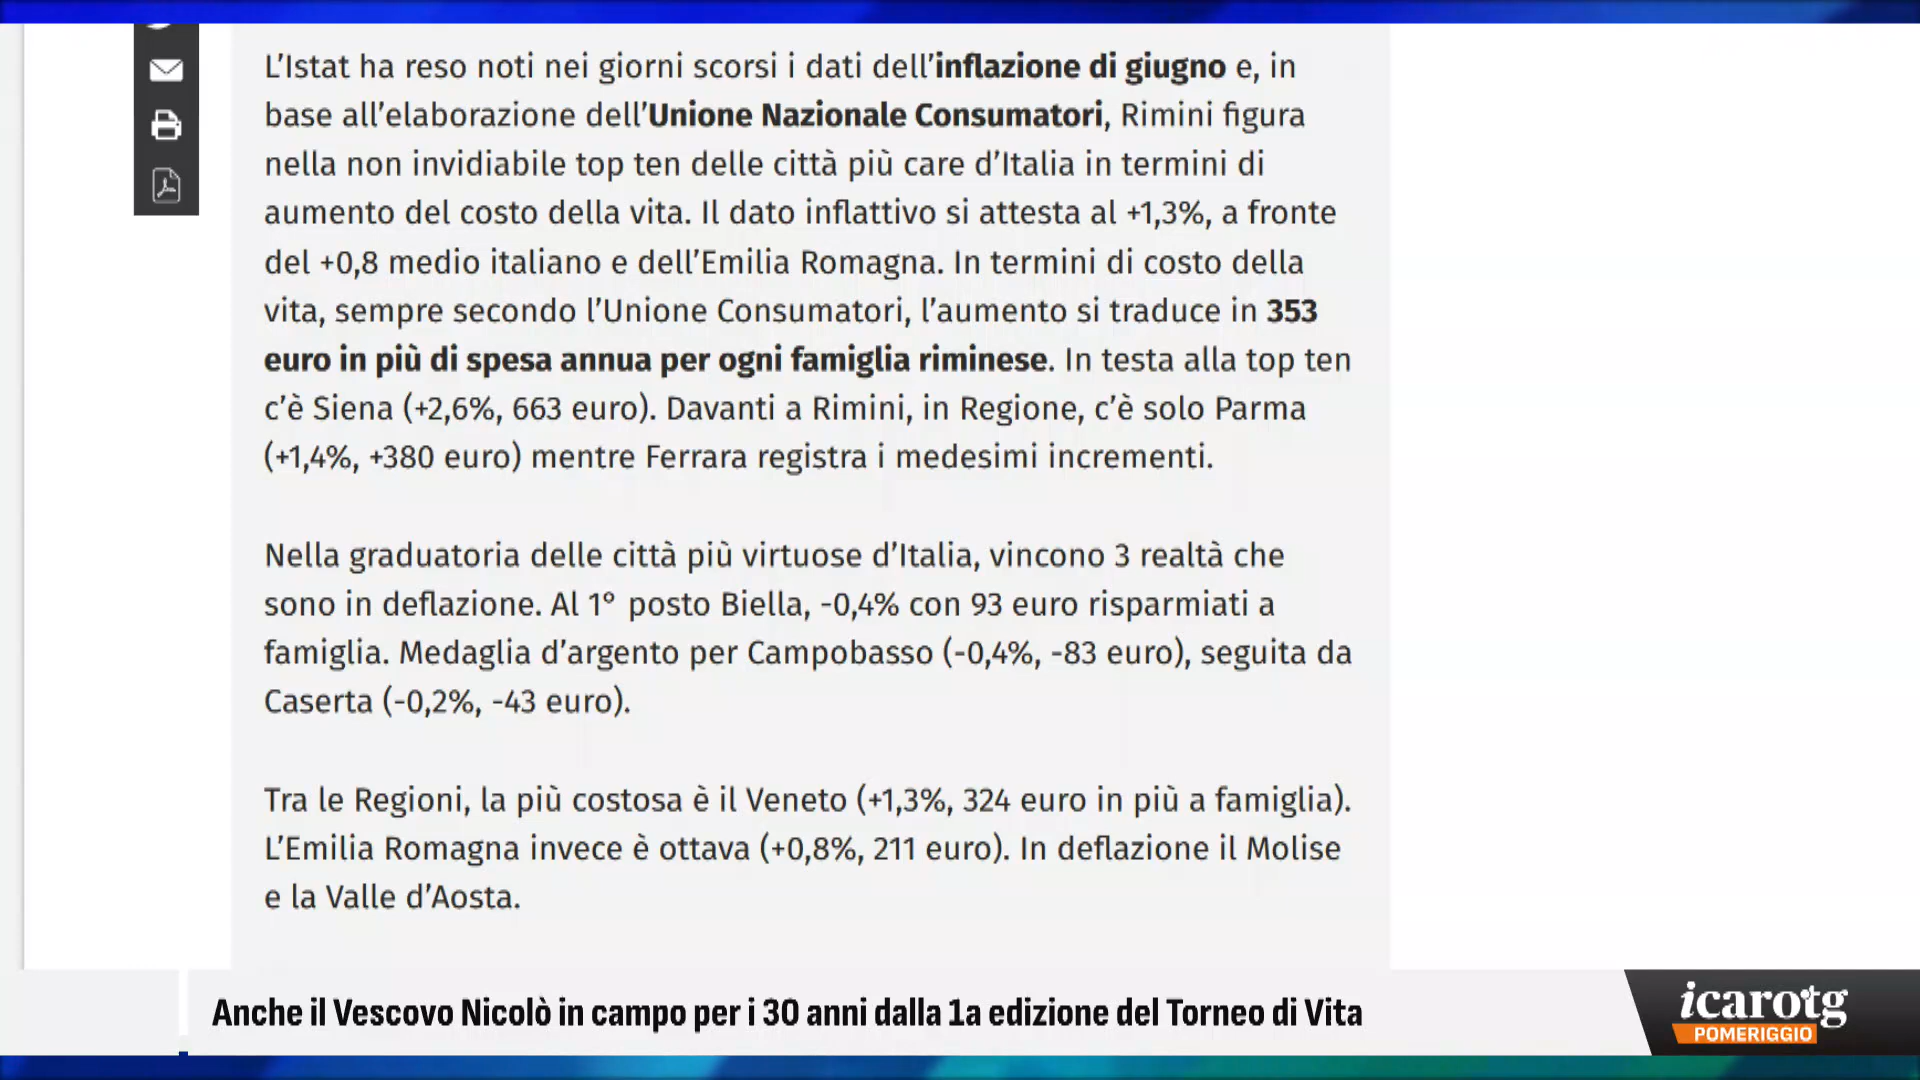 L’Istat ha reso noti nei giorni scorsi i dati dell’inflazione di giugno e, in
base all’elaborazione dell’Unione Nazionale Consumatori, Rimini figura
nella non invidiabile top ten delle città più care d’Italia in termini di
aumento del costo della vita. Il dato inflattivo si attesta al +1,3%, a fronte
del +0,8 medio italiano e dell’Emilia Romagna. In termini di costo della
vita, sempre secondo l’Unione Consumatori, l’aumento si traduce in 353
euro in più di spesa annua per ogni famiglia riminese. In testa alla top ten
c’è Siena (+2,6%, 663 euro). Davanti a Rimini, in Regione, c’è solo Parma
(+1,4%, +380 euro) mentre Ferrara registra i medesimi incrementi.
Nella graduatoria delle città più virtuose d’Italia, vincono 3 realtà che
sono in deflazione. Al 1° posto Biella, -0,4% con 93 euro risparmiati a
famiglia. Medaglia d’argento per Campobasso (-0,4%, -83 euro), seguita da
Caserta (-0,2%, -43 euro).
Tra le Regioni, la più costosa è il Veneto (+1,3%, 324 euro in più a famiglia).
L’Emilia Romagna invece è ottava (+0,8%, 211 euro). In deflazione il Molise
e la Valle d’Aosta.
Anche il Vescovo Nicolò in campo per i 30 anni dalla 1a edizione del Torneo di Vita
icarotg
POMERIGGIO